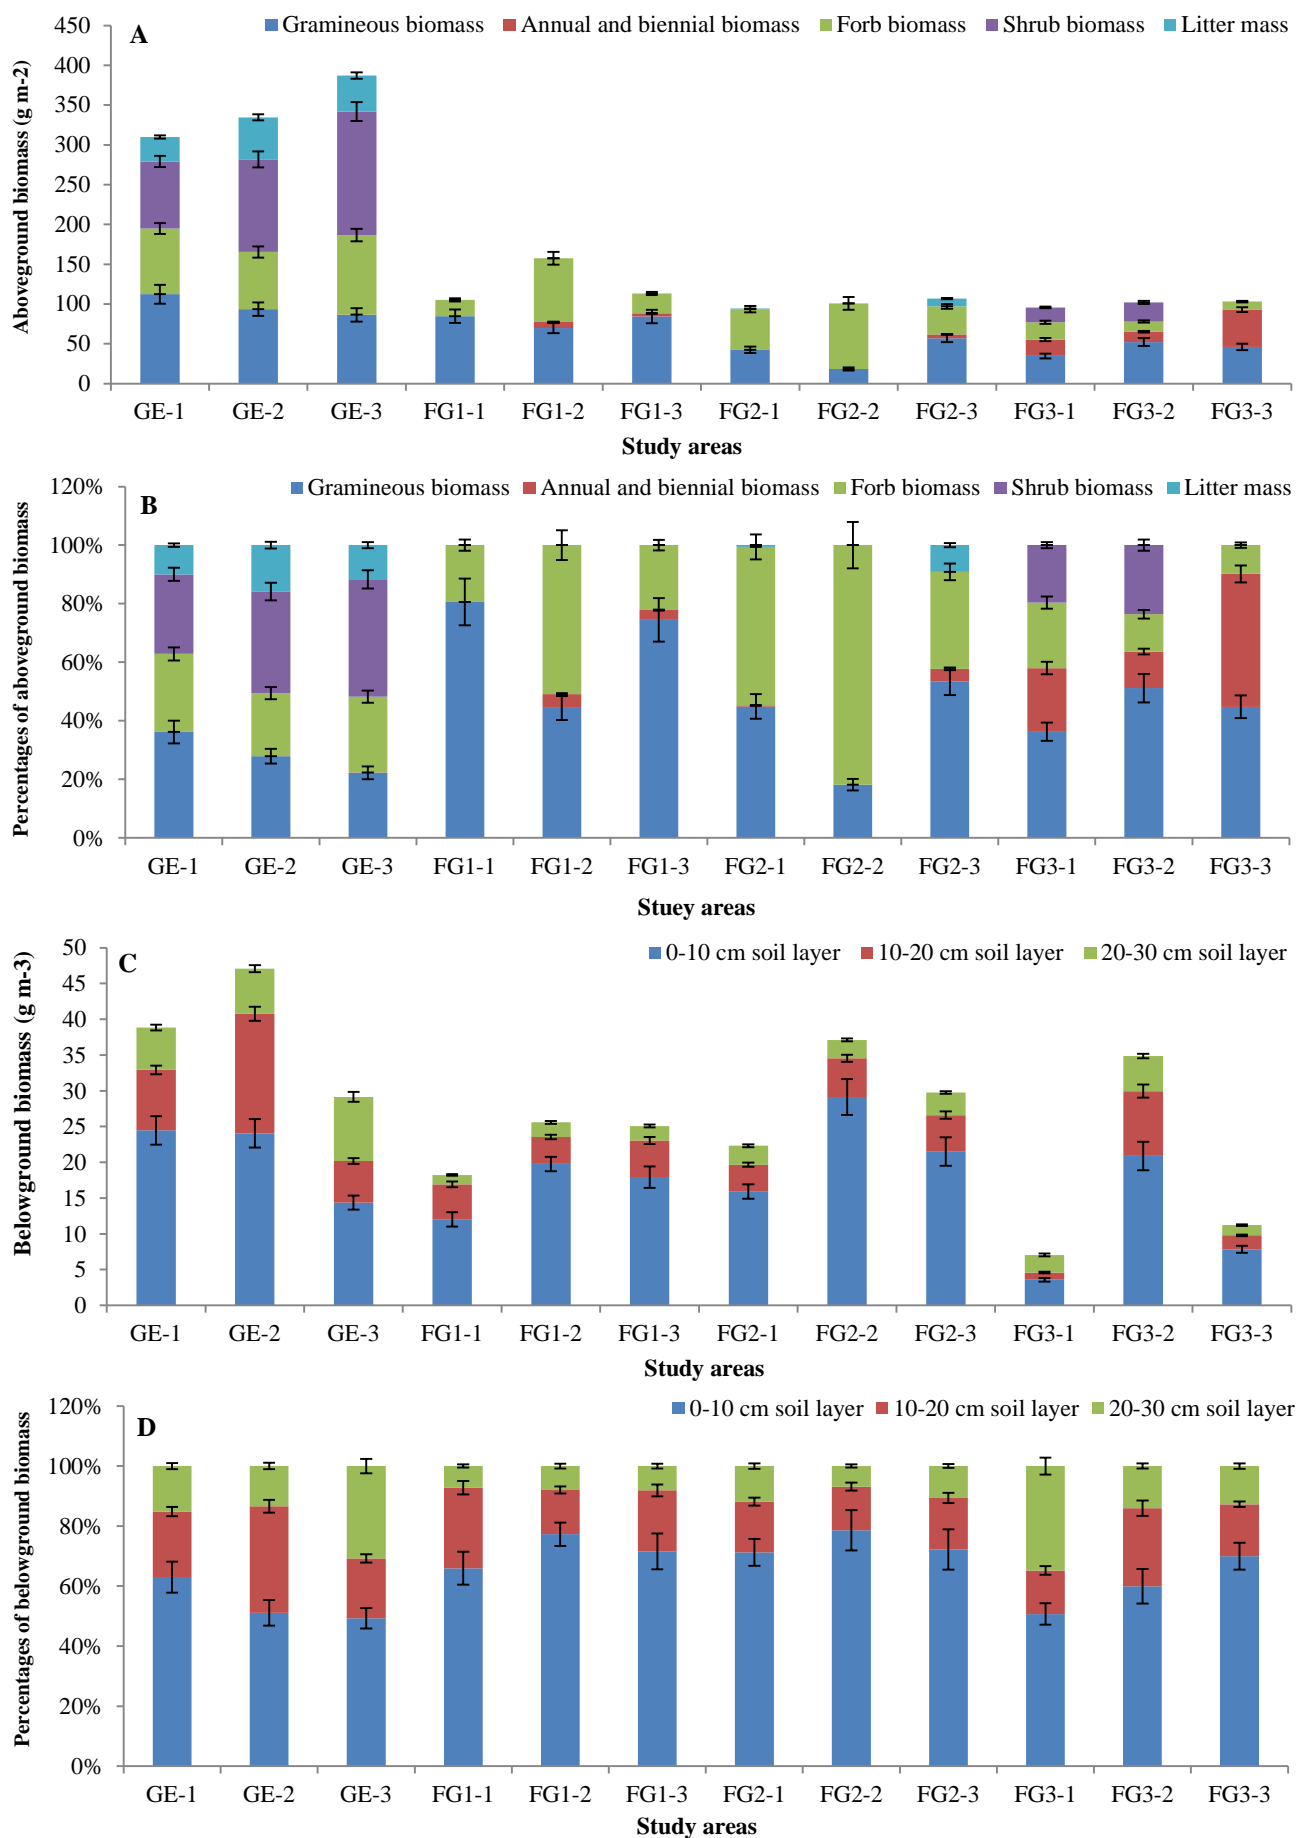 A
Gramineous biomass Annual and biennial biomass Forb biomass Shrub biomass Litter mass
Aboveground biomass (g m-2)
450
400
350
300
250
200
150
100
50
0
GE-1 GE-2 GE-3 FG1-1 FG1-2 FG1-3 FG2-1 FG2-2 FG2-3 FG3-1 FG3-2 FG3-3
Study areas
B
Gramineous biomass Annual and biennial biomass Forb biomass Shrub biomass Litter mass
Percentages of aboveground biomass
120%
100%
80%
60%
40%
20%
0%
GE-1 GE-2 GE-3 FG1-1 FG1-2 FG1-3 FG2-1 FG2-2 FG2-3 FG3-1 FG3-2 FG3-3
Stuey areas
C
0-10 cm soil layer 10-20 cm soil layer 20-30 cm soil layer
Belowground biomass (g m-3)
50
45
40
35
30
25
20
15
10
5
0
GE-1 GE-2 GE-3 FG1-1 FG1-2 FG1-3 FG2-1 FG2-2 FG2-3 FG3-1 FG3-2 FG3-3
Study areas
D
0-10 cm soil layer 10-20 cm soil layer 20-30 cm soil layer
Percentages of belowground biomass
120%
100%
80%
60%
40%
20%
0%
GE-1 GE-2 GE-3 FG1-1 FG1-2 FG1-3 FG2-1 FG2-2 FG2-3 FG3-1 FG3-2 FG3-3
Study areas